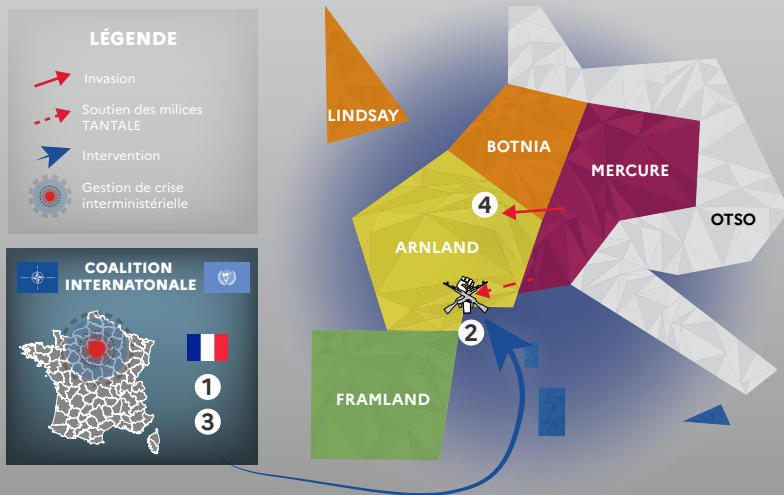 LÉGENDE
Invasion
Soutien des milices
TANTALE
Intervention
Gestion de crise
interministérielle
COALITION
INTERNATONALE
1
3
LINDSAY
BOTNIA
MERCURE
OTSO
4
ARNLAND
2
FRAMLAND